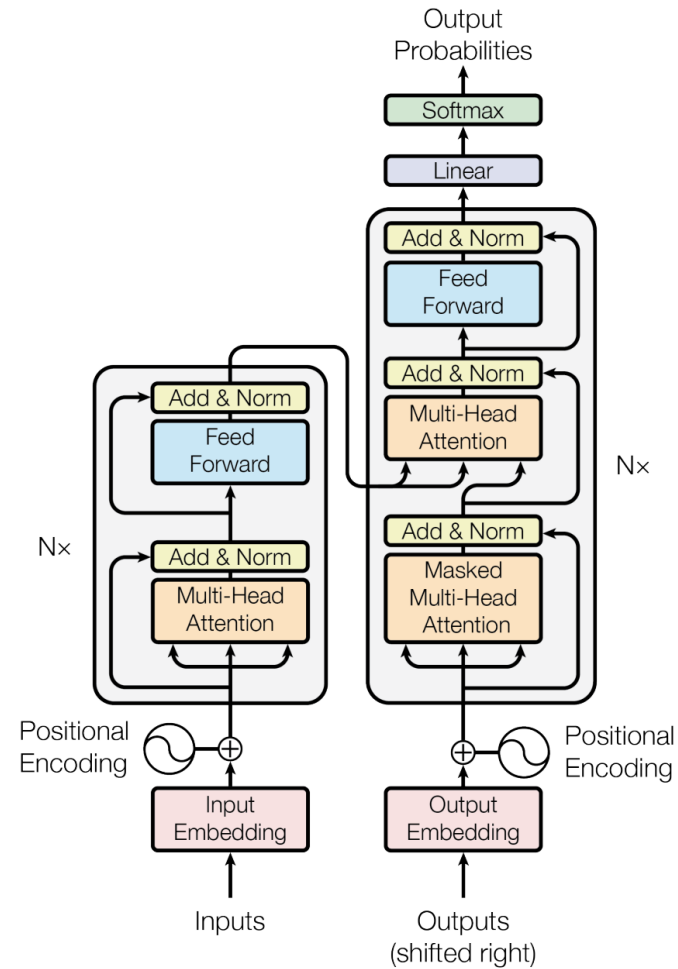 Output
Probabilities
Softmax
Linear
Add & Norm
Feed
Forward
Add & Norm
Multi-Head
Attention
Add & Norm
Masked
Multi-Head
Attention
Nx
Add & Norm
Feed
Forward
Add & Norm
Multi-Head
Attention
Nx
Positional
Encoding
Positional
Encoding
Input
Embedding
Output
Embedding
Inputs
Outputs
(shifted right)